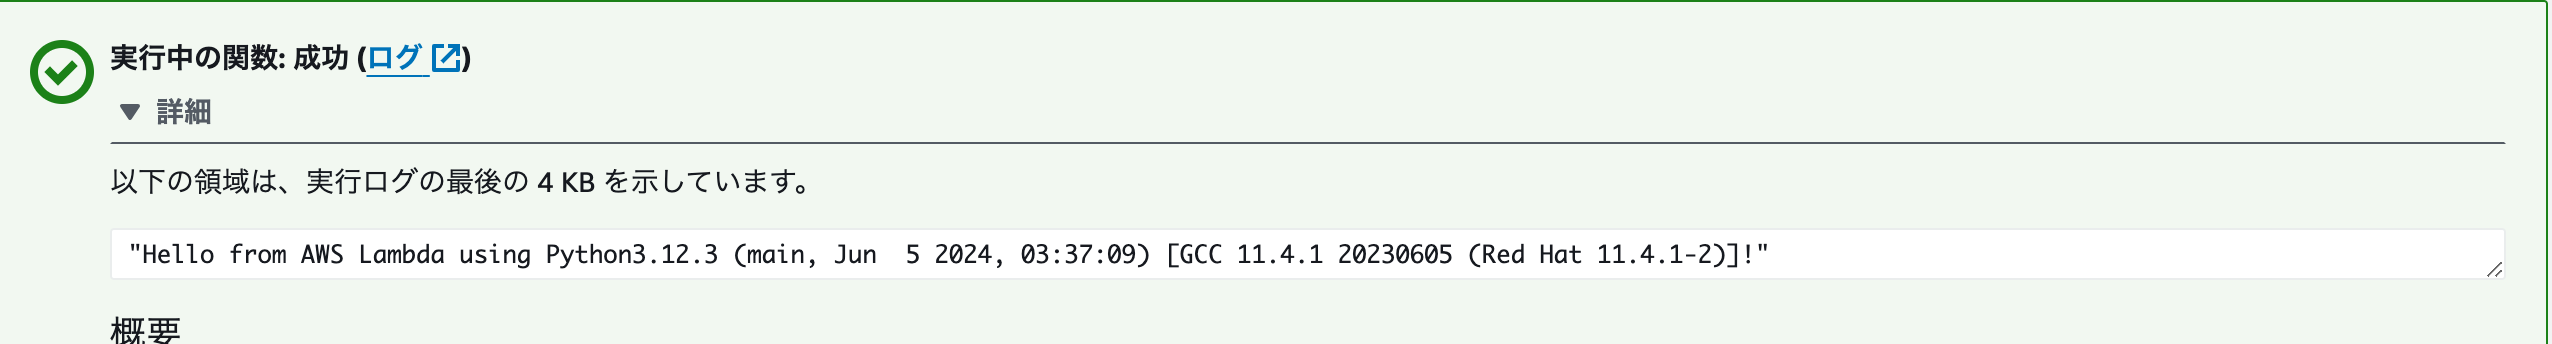 実行中の関数: 成功 (ログ)
▼ 詳細
以下の領域は、実行ログの最後の 4 KB を示しています。
"Hello from AWS Lambda using Python3.12.3 (main, Jun  5 2024, 03:37:09) [GCC 11.4.1 20230605 (Red Hat 11.4.1-2)]!"
概要